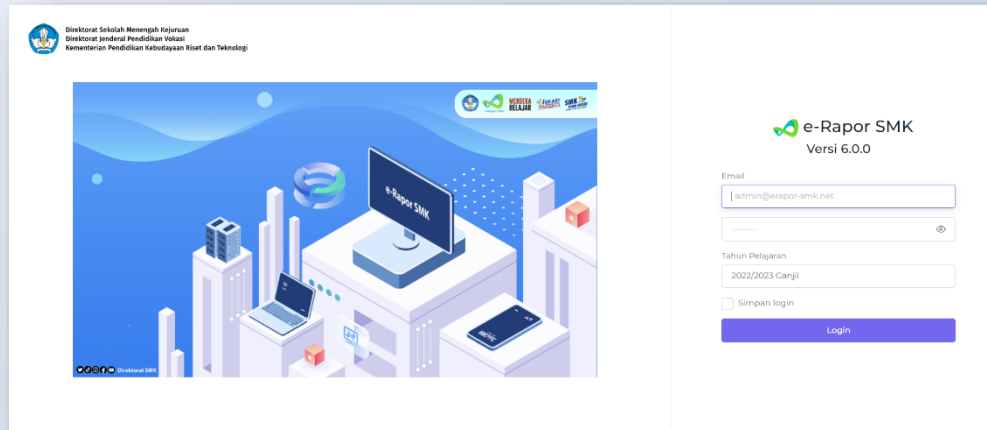 Direktorat Sekolah Menengah Kejuruan
Direktorat Jenderal Pendidikan Vokasi
Kementerian Pendidikan Kebudayaan Riset dan Teknologi
MERDEKA
BELAJAR
SMK
e-Rapor SMK
Direktorat SMK
e-Rapor SMK
Versi 6.0.0
Email
admin@erapor-smk.net
Tahun Pelajaran
2022/2023 Ganjil
Simpan login
Login